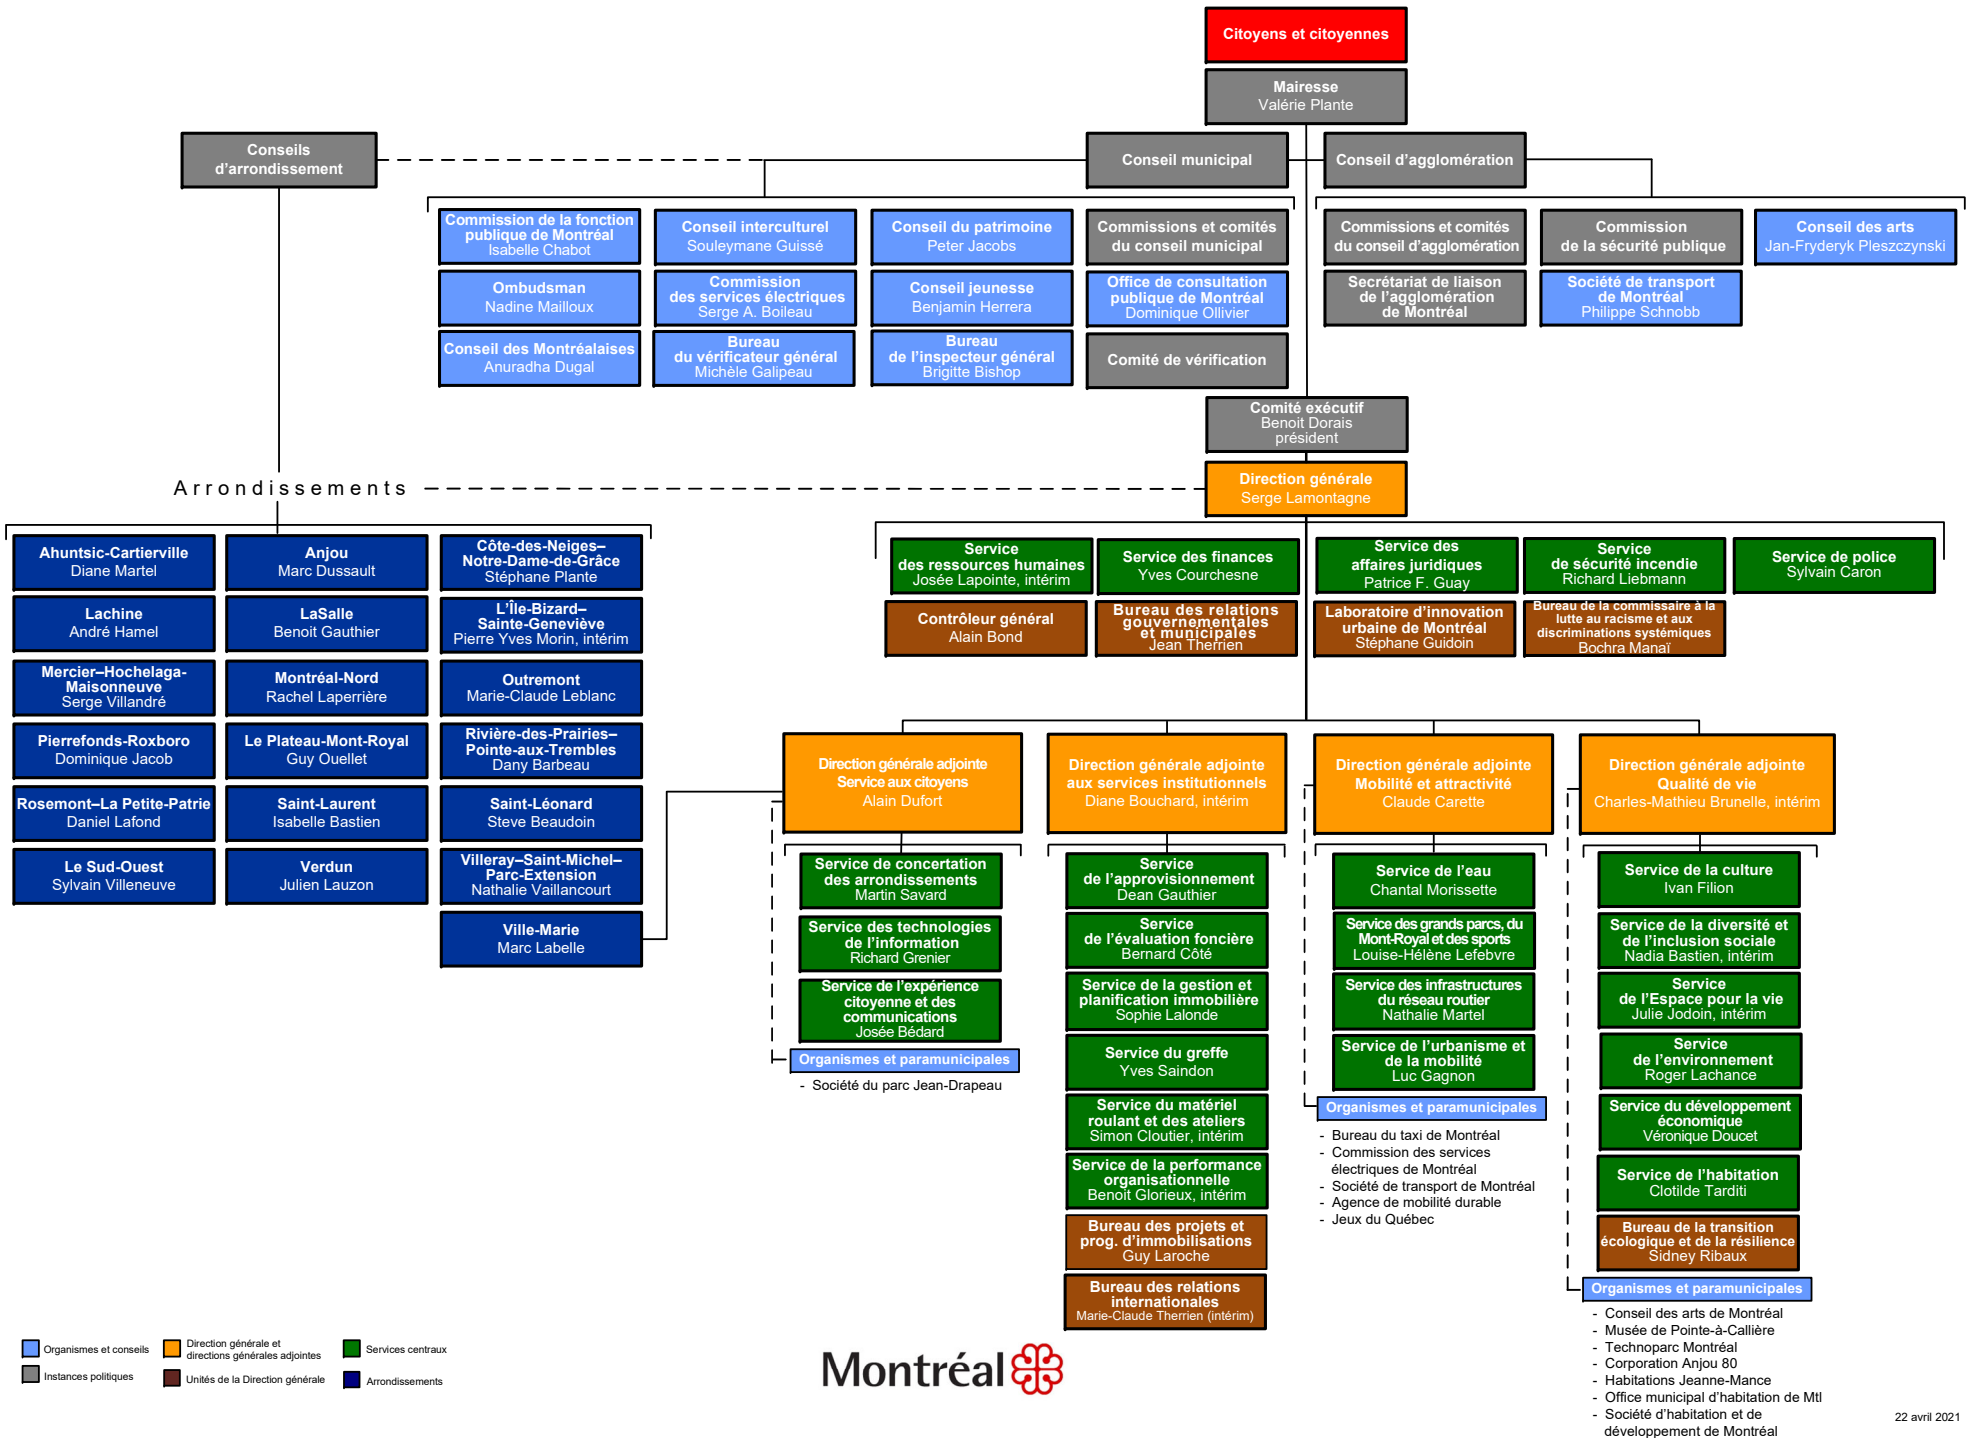 Citoyens et citoyennes
Mairesse
Valérie Plante
Conseils
d'arrondissement
Conseil municipal
Conseil d'agglomération
Commission de la fonction
publique de Montréal
Isabelle Chabot
Conseil interculturel
Souleymane Guissé
Conseil du patrimoine
Peter Jacobs
Commissions et comités
du conseil municipal
Commissions et comités
du conseil d'agglomération
Commission
de la sécurité publique
Conseil des arts
Jan-Fryderyk Pleszczynski
Ombudsman
Nadine Mailloux
Commission
des services électriques
Serge A. Boileau
Conseil jeunesse
Benjamin Herrera
Office de consultation
publique de Montréal
Dominique Ollivier
Secrétariat de liaison
de l'agglomération
de Montréal
Société de transport
de Montréal
Philippe Schnobb
Conseil des Montréalaises
Anuradha Dugal
Bureau
du vérificateur général
Michèle Galipeau
Bureau
de l'inspecteur général
Brigitte Bishop
Comité de vérification
Comité exécutif
Benoit Dorais
président
Direction générale
Serge Lamontagne
Arrondissements
Ahuntsic-Cartierville
Diane Martel
Anjou
Marc Dussault
Côte-des-Neiges–
Notre-Dame-de-Grâce
Stéphane Plante
Lachine
André Hamel
LaSalle
Benoit Gauthier
L'Île-Bizard–
Sainte-Geneviève
Pierre Yves Morin, intérim
Mercier–Hochelaga-
Maisonneuve
Serge Villandré
Montréal-Nord
Rachel Laperrière
Outremont
Marie-Claude Leblanc
Pierrefonds-Roxboro
Dominique Jacob
Le Plateau-Mont-Royal
Guy Ouellet
Rivière-des-Prairies–
Pointe-aux-Trembles
Dany Barbeau
Rosemont–La Petite-Patrie
Daniel Lafond
Saint-Laurent
Isabelle Bastien
Saint-Léonard
Steve Beaudoin
Le Sud-Ouest
Sylvain Villeneuve
Verdun
Julien Lauzon
Villeray–Saint-Michel–
Parc-Extension
Nathalie Vaillancourt
Ville-Marie
Marc Labelle
Service
des ressources humaines
Josée Lapointe, intérim
Service des finances
Yves Courchesne
Service des
affaires juridiques
Patrice F. Guay
Service
de sécurité incendie
Richard Liebmann
Service de police
Sylvain Caron
Contrôleur général
Alain Bond
Bureau des relations
gouvernementales
et municipales
Jean Therrien
Laboratoire d'innovation
urbaine de Montréal
Stéphane Guidoin
Bureau de la commissaire à la
lutte au racisme et aux
discriminations systémiques
Bochra Manaï
Direction générale adjointe
Service aux citoyens
Alain Dufort
Service de concertation
des arrondissements
Martin Savard
Service des technologies
de l'information
Richard Grenier
Service de l'expérience
citoyenne et des
communications
Josée Bédard
Organismes et paramunicipales
- Société du parc Jean-Drapeau
Direction générale adjointe
aux services institutionnels
Diane Bouchard, intérim
Service
de l'approvisionnement
Dean Gauthier
Service
de l'évaluation foncière
Bernard Côté
Service de la gestion et
planification immobilière
Sophie Lalonde
Service du greffe
Yves Saindon
Service du matériel
roulant et des ateliers
Simon Cloutier, intérim
Service de la performance
organisationnelle
Benoit Glorieux, intérim
Bureau des projets et
prog. d'immobilisations
Guy Laroche
Bureau des relations
internationales
Marie-Claude Therrien (intérim)
Direction générale adjointe
Mobilité et attractivité
Claude Carette
Service de l'eau
Chantal Morissette
Service des grands parcs, du
Mont-Royal et des sports
Louise-Hélène Lefebvre
Service des infrastructures
du réseau routier
Nathalie Martel
Service de l'urbanisme et
de la mobilité
Luc Gagnon
Organismes et paramunicipales
- Bureau du taxi de Montréal
- Commission des services
électriques de Montréal
- Société de transport de Montréal
- Agence de mobilité durable
- Jeux du Québec
Direction générale adjointe
Qualité de vie
Charles-Mathieu Brunelle, intérim
Service de la culture
Ivan Filion
Service de la diversité et
de l'inclusion sociale
Nadia Bastien, intérim
Service
de l'Espace pour la vie
Julie Jodoin, intérim
Service
de l'environnement
Roger Lachance
Service du développement
économique
Véronique Doucet
Service de l'habitation
Clotilde Tarditi
Bureau de la transition
écologique et de la résilience
Sidney Ribaux
Organismes et paramunicipales
- Conseil des arts de Montréal
- Musée de Pointe-à-Callière
- Technoparc Montréal
- Corporation Anjou 80
- Habitations Jeanne-Mance
- Office municipal d'habitation de Mtl
- Société d'habitation et de
développement de Montréal
Organismes et conseils
Direction générale et
directions générales adjointes
Services centraux
Instances politiques
Unités de la Direction générale
Arrondissements
Montréal
22 avril 2021